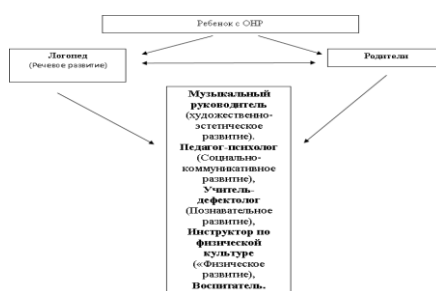 Ребенок с ОНР
Логопед
(Речевое развитие)
Родители
Музыкальный
руководитель
(художественно-
эстетическое
развитие).
Педагог-психолог
(Социально-
коммуникативное
развитие),
Учитель-
дефектолог
(Познавательное
развитие),
Инструктор по
физической
культуре
(«Физическое
развитие),
Воспитатель.